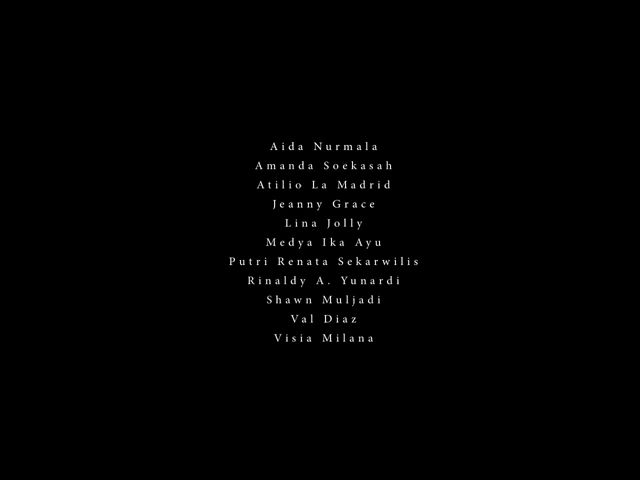 Aida Nurmala
Amanda Soekasah
Atilio La Madrid
Jeanny Grace
Lina Jolly
Medya Ika Ayu
Putri Renata Sekarwilis
Rinaldy A. Yunardi
Shawn Muljadi
Val Diaz
Visia Milana